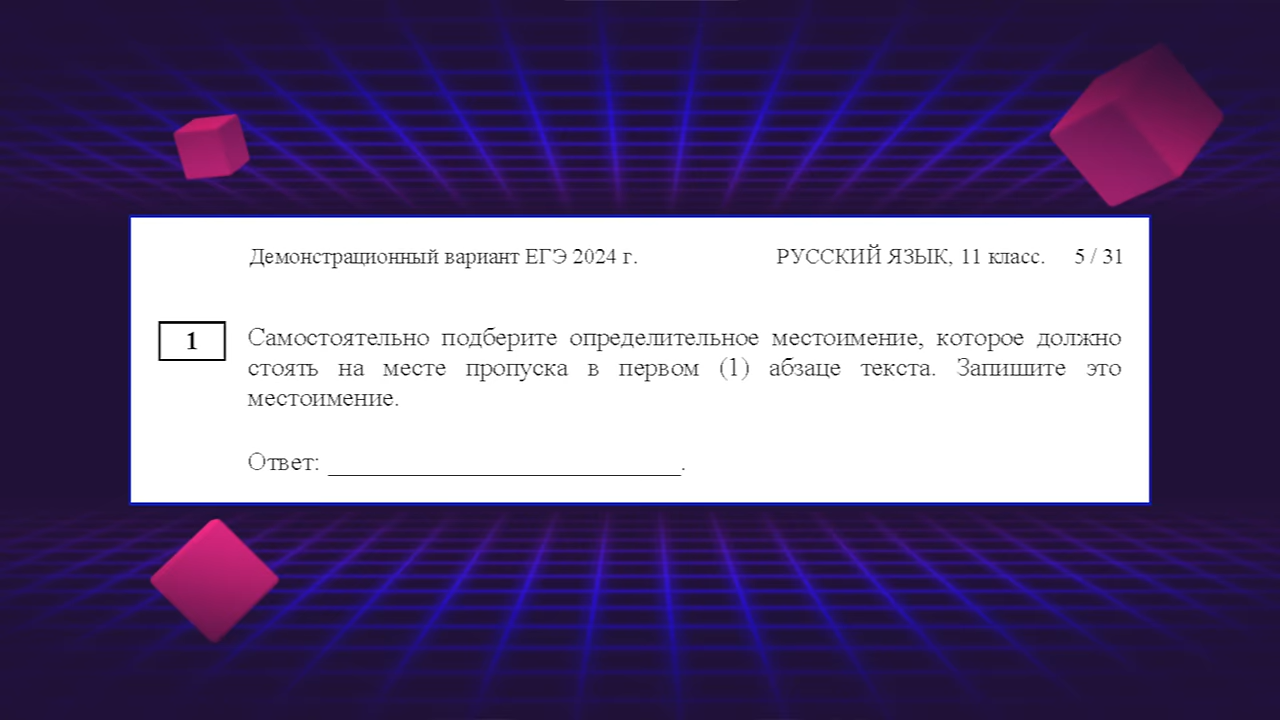 Демонстрационный вариант ЕГЭ 2024 г. РУССКИЙ ЯЗЫК, 11 класс. 5 / 31
1 Самостоятельно подберите определительное местоимение, которое должно
стоять на месте пропуска в первом (1) абзаце текста. Запишите это
местоимение.
Ответ: ___________________________.